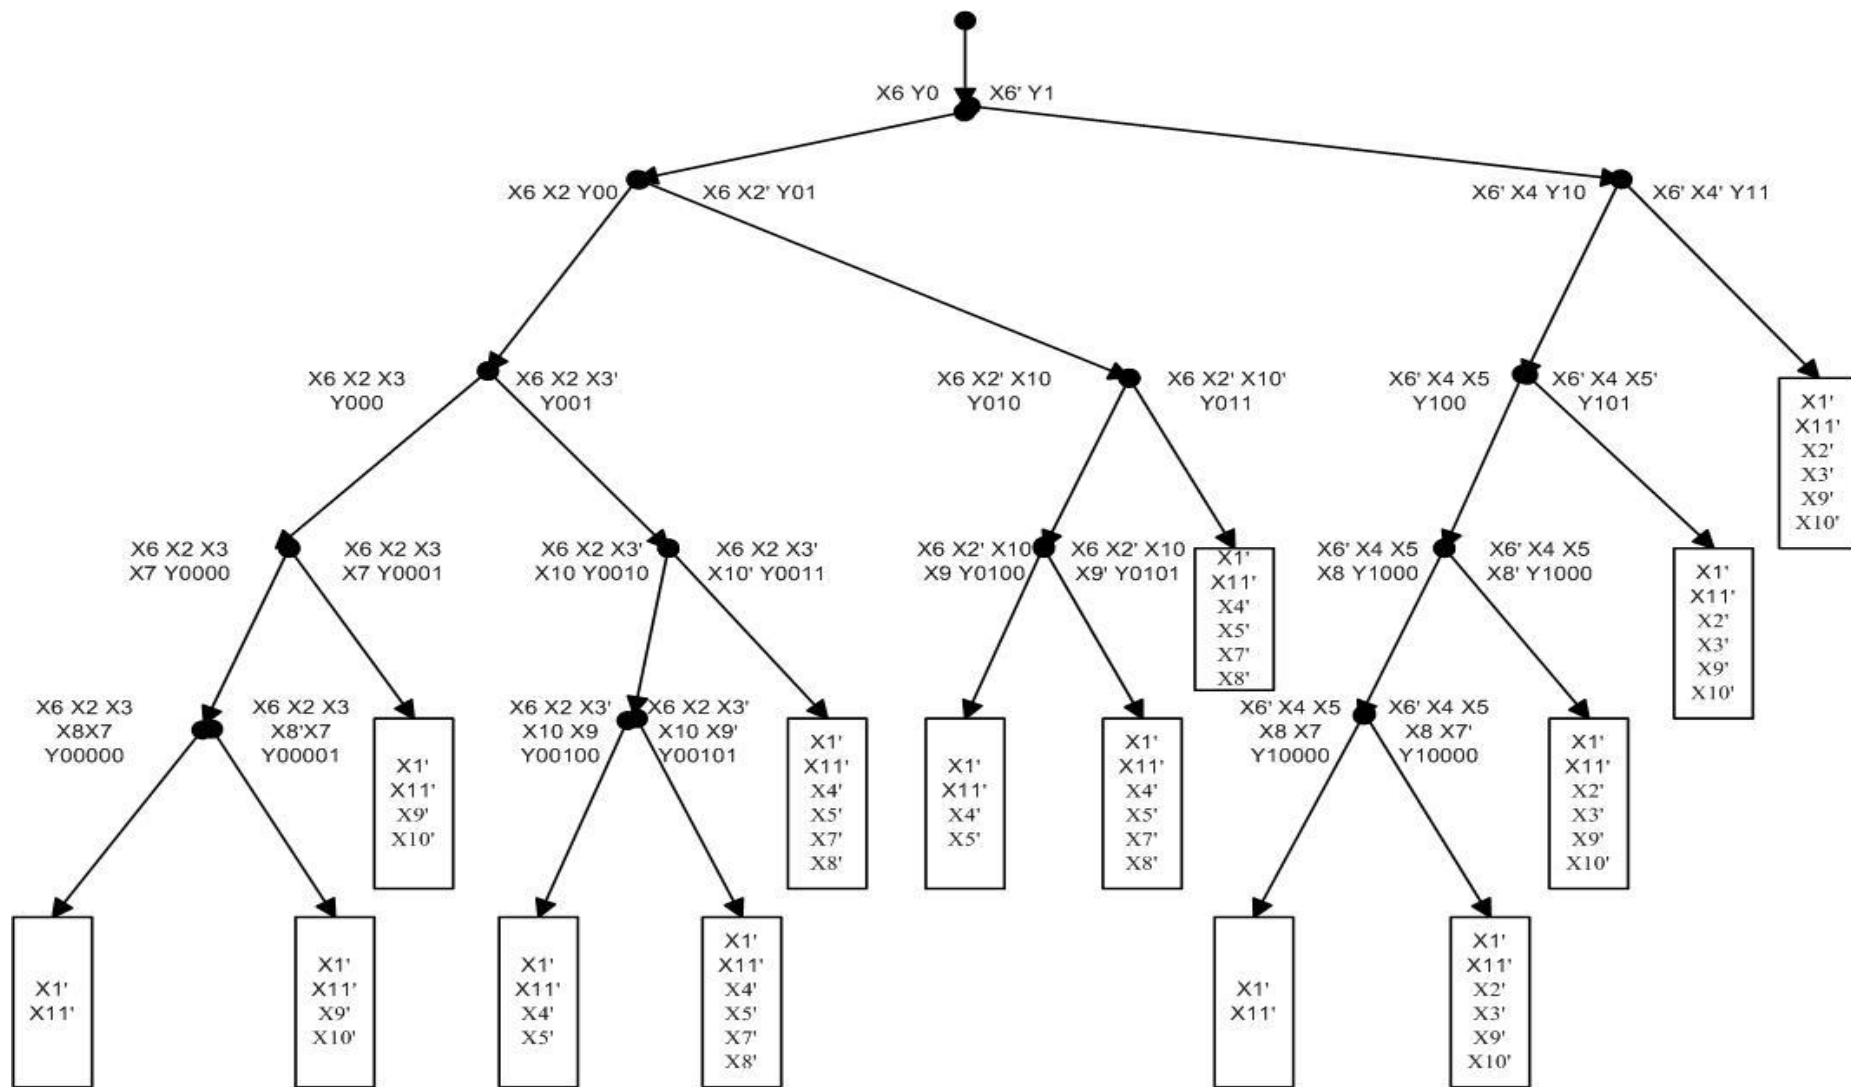 X6 Y0
X6' Y1
X6 X2 Y00
X6 X2' Y01
X6' X4 Y10
X6' X4' Y11
X6 X2 X3
Y000
X6 X2 X3'
Y001
X6 X2' X10
Y010
X6 X2' X10'
Y011
X6' X4 X5
Y100
X6' X4 X5'
Y101
X1'
X11'
X2'
X3'
X9'
X10'
X6 X2 X3
X7 Y0000
X6 X2 X3
X7 Y0001
X6 X2 X3'
X10 Y0010
X6 X2 X3'
X10' Y0011
X6 X2' X10
X9 Y0100
X6 X2' X10
X9' Y0101
X1'
X11'
X4'
X5'
X7'
X8'
X6' X4 X5
X8 Y1000
X6' X4 X5
X8' Y1000
X1'
X11'
X2'
X3'
X9'
X10'
X6 X2 X3
X8X7
Y00000
X6 X2 X3
X8'X7
Y00001
X1'
X11'
X9'
X10'
X6 X2 X3'
X10 X9
Y00100
X6 X2 X3'
X10 X9'
Y00101
X1'
X11'
X4'
X5'
X7'
X8'
X1'
X11'
X4'
X5'
X1'
X11'
X4'
X5'
X7'
X8'
X6' X4 X5
X8 X7
Y10000
X6' X4 X5
X8 X7'
Y10000
X1'
X11'
X2'
X3'
X9'
X10'
X1'
X11'
X1'
X11'
X9'
X10'
X1'
X11'
X4'
X5'
X1'
X11'
X4'
X5'
X7'
X8'
X1'
X11'
X1'
X11'
X2'
X3'
X9'
X10'